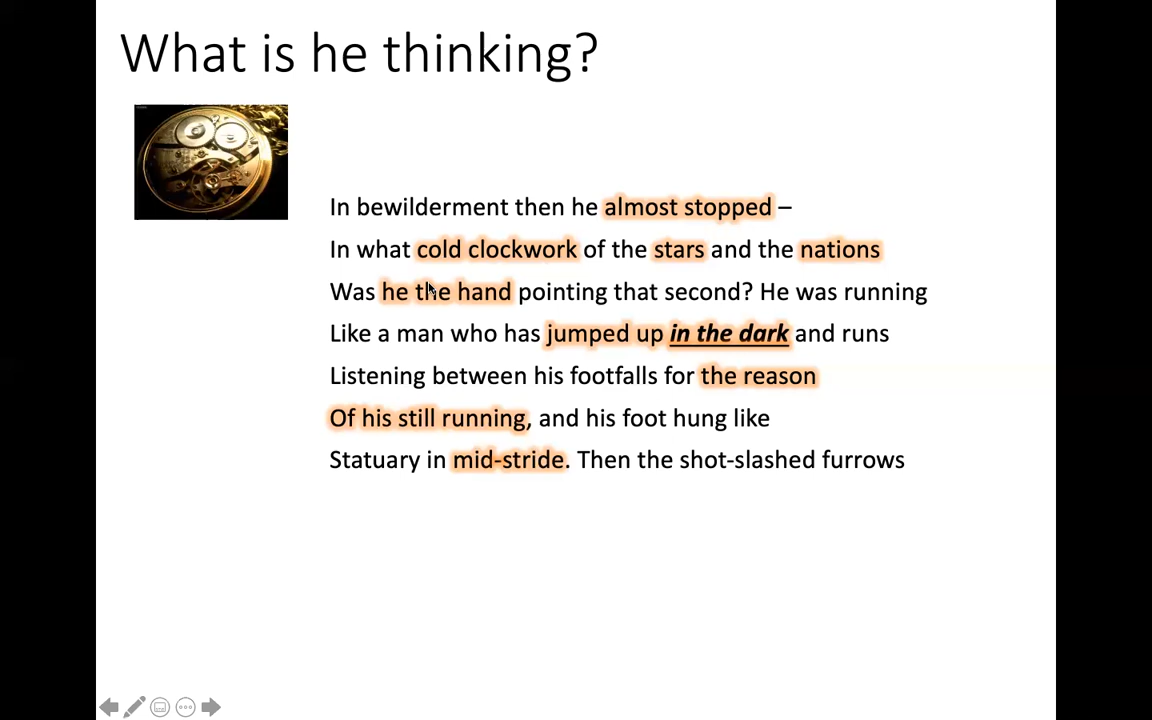 What is he thinking?
In bewilderment then he almost stopped –
In what cold clockwork of the stars and the nations
Was he the hand pointing that second? He was running
Like a man who has jumped up in the dark and runs
Listening between his footfalls for the reason
Of his still running, and his foot hung like
Statuary in mid-stride. Then the shot-slashed furrows